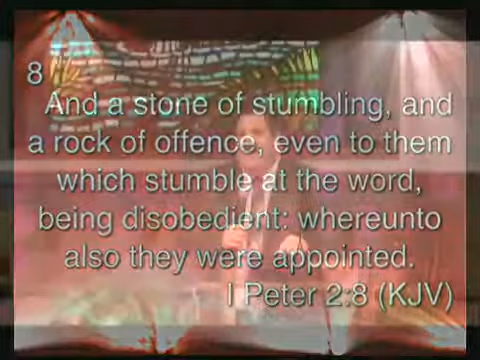 8
And a stone of stumbling, and
a rock of offence, even to them
which stumble at the word,
being disobedient: whereunto
also they were appointed.
I Peter 2:8 (KJV)